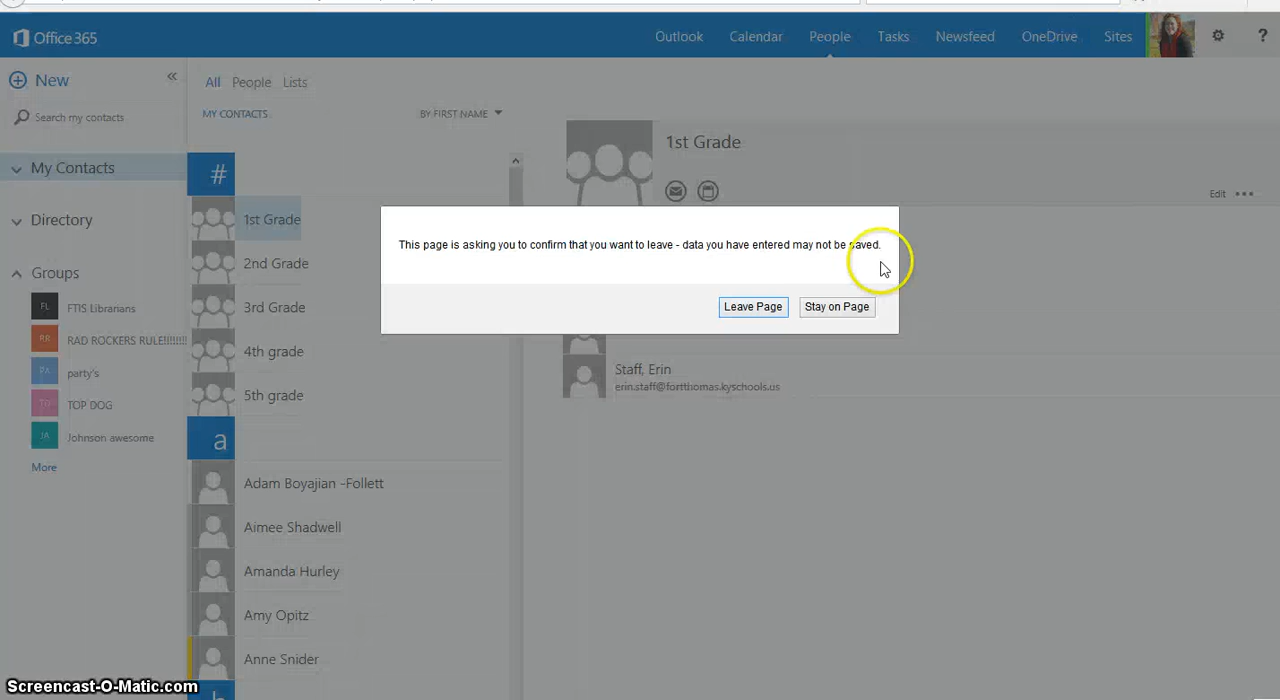 Office 365
Outlook
Calendar
People
Tasks
Newsfeed
OneDrive
Sites
?
New
«
Search my contacts
My Contacts
Directory
Groups
FL FTIS Librarians
RR RAD ROCKERS RULE!!!!!!!!
PA party's
TD TOP DOG
JA Johnson awesome
More
All People Lists
MY CONTACTS
BY FIRST NAME
#
1st Grade
2nd Grade
3rd Grade
4th grade
5th grade
a
Adam Boyajian -Follett
Aimee Shadwell
Amanda Hurley
Amy Opitz
Anne Snider
b
1st Grade
Edit •••
This page is asking you to confirm that you want to leave - data you have entered may not be saved.
Leave Page
Stay on Page
Staff, Erin
erin.staff@fortthomas.kyschools.us
Screencast-O-Matic.com